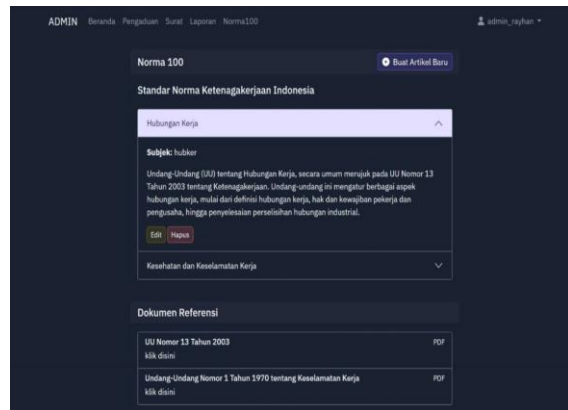 ADMIN Beranda Pengaduan Surat Laporan Norma100 admin_rayhan
Norma 100 Buat Artikel Baru
Standar Norma Ketenagakerjaan Indonesia
Hubungan Kerja
Subjek: hubker
Undang-Undang (UU) tentang Hubungan Kerja, secara umum merujuk pada UU Nomor 13
Tahun 2003 tentang Ketenagakerjaan. Undang-undang ini mengatur berbagai aspek
hubungan kerja, mulai dari definisi hubungan kerja, hak dan kewajiban pekerja dan
pengusaha, hingga penyelesaian perselisihan hubungan industrial.
Edit Hapus
Kesehatan dan Keselamatan Kerja
Dokumen Referensi
UU Nomor 13 Tahun 2003 PDF
klik disini
Undang-Undang Nomor 1 Tahun 1970 tentang Keselamatan Kerja PDF
klik disini